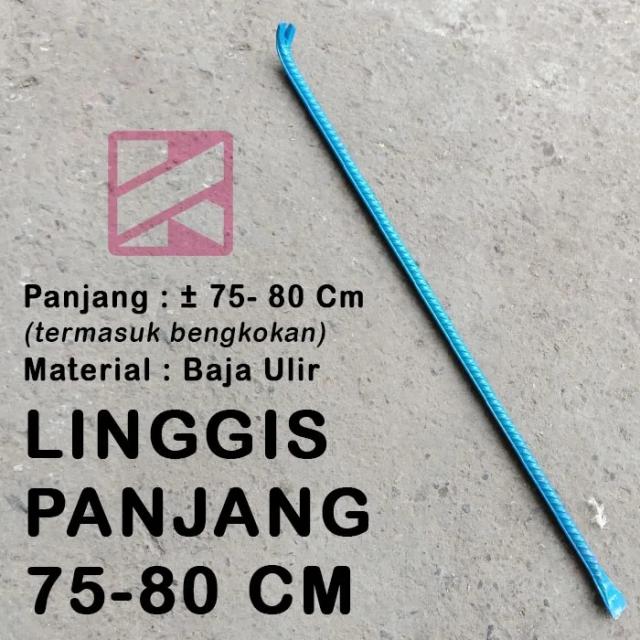 Panjang : ± 75- 80 Cm
(termasuk bengkokan)
Material : Baja Ulir
LINGGIS
PANJANG
75-80 CM